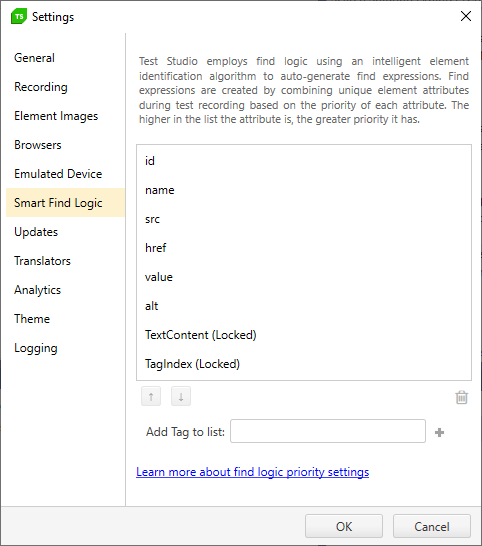 TS Settings
General
Recording
Element Images
Browsers
Emulated Device
Smart Find Logic
Updates
Translators
Analytics
Theme
Logging
Test Studio employs find logic using an intelligent element
identification algorithm to auto-generate find expressions. Find
expressions are created by combining unique element attributes
during test recording based on the priority of each attribute. The
higher in the list the attribute is, the greater priority it has.
id
name
src
href
value
alt
TextContent (Locked)
TagIndex (Locked)
Add Tag to list:
Learn more about find logic priority settings
OK
Cancel